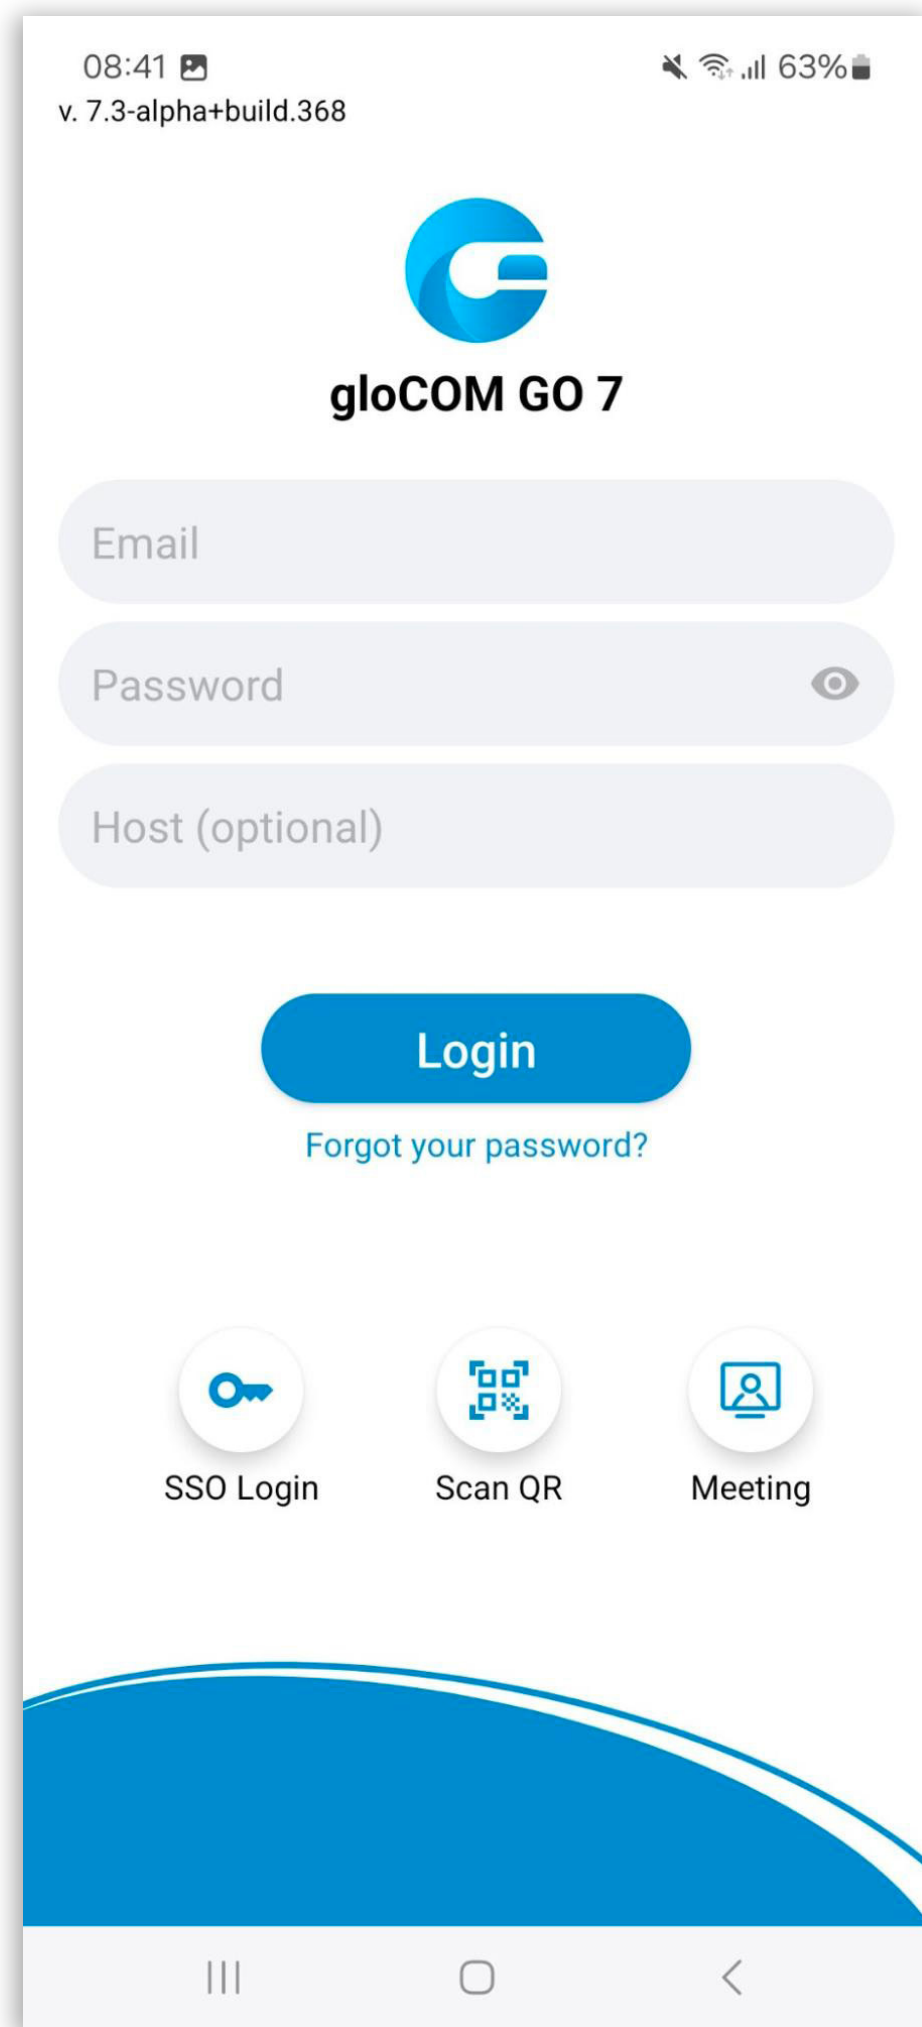 08:41 63%
v. 7.3-alpha+build.368
gloCOM GO 7
Email
Password
Host (optional)
Login
Forgot your password?
SSO Login Scan QR Meeting